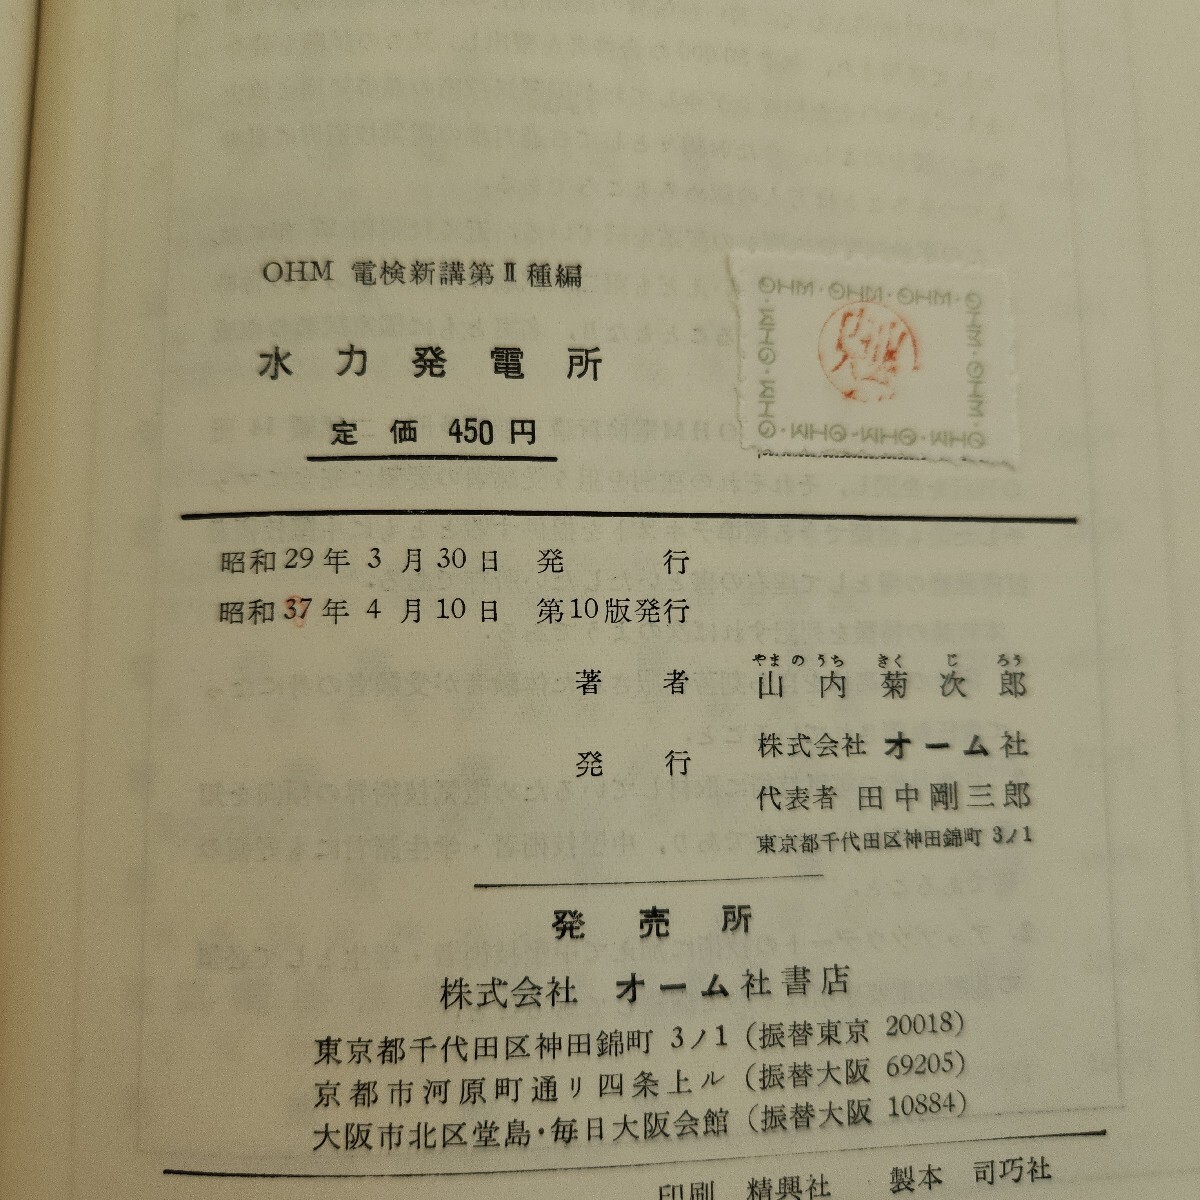 OHM 電検新講第Ⅱ種編
水力発電所
定価 450円
OHM・OHM・OHM・OHM
昭和29年3月30日 発行
昭和37年4月10日 第10版発行
やまのうち きくじろう
著者 山内菊次郎
発行 株式会社 オーム社
代表者 田中剛三郎
東京都千代田区神田錦町3ノ1
発売所
株式会社 オーム社書店
東京都千代田区神田錦町3ノ1(振替東京 20018)
京都市河原町通リ四条上ル(振替大阪 69205)
大阪市北区堂島・毎日大阪会館(振替大阪 10884)
印刷 精興社 製本 司巧社